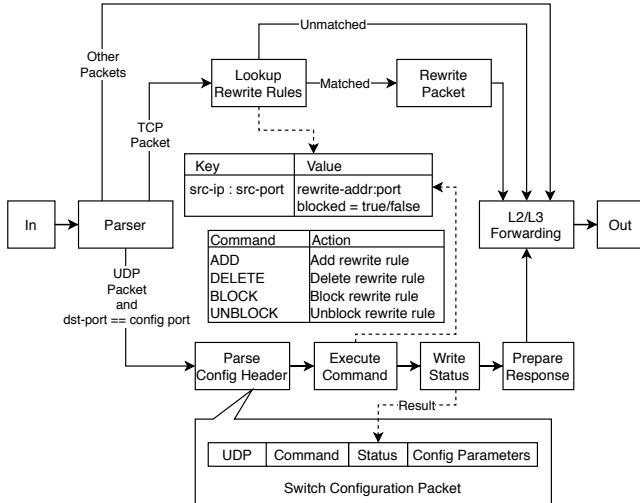 Unmatched
Other
Packets
Lookup
Rewrite Rules
Matched
Rewrite
Packet
TCP
Packet
Key
Value
src-ip : src-port
rewrite-addr:port
blocked = true/false
In
Parser
L2/L3
Forwarding
Out
Command
Action
ADD
Add rewrite rule
DELETE
Delete rewrite rule
BLOCK
Block rewrite rule
UNBLOCK
Unblock rewrite rule
UDP
Packet
and
dst-port == config port
Parse
Config Header
Execute
Command
Write
Status
Prepare
Response
Result
UDP
Command
Status
Config Parameters
Switch Configuration Packet